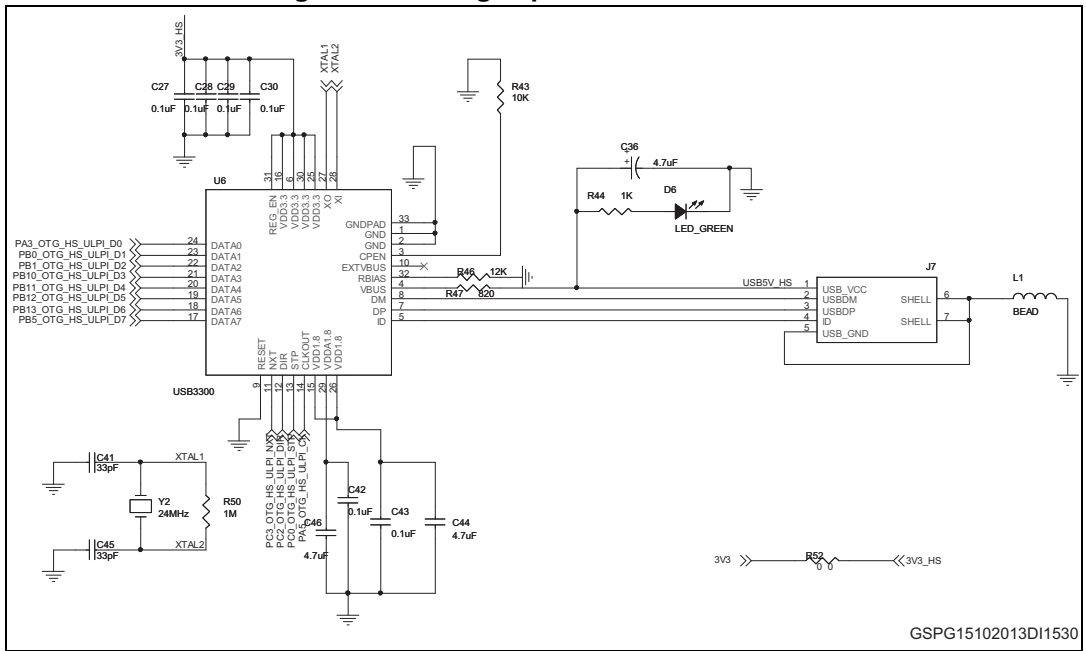 3V3_HS
XTAL1
XTAL2
C27
C28
C29
C30
0.1uF
0.1uF
0.1uF
0.1uF
R43
10K
C36
+
+
4.7uF
R44
1K
D6
LED_GREEN
U6
31
16
6
30
25
27
28
REG_EN
VDD3.3
VDD3.3
VDD3.3
VDD3.3
XO
XI
PA3_OTG_HS_ULPI_D0
PB0_OTG_HS_ULPI_D1
PB1_OTG_HS_ULPI_D2
PB10_OTG_HS_ULPI_D3
PB11_OTG_HS_ULPI_D4
PB12_OTG_HS_ULPI_D5
PB13_OTG_HS_ULPI_D6
PB5_OTG_HS_ULPI_D7
24 DATA0
23 DATA1
22 DATA2
21 DATA3
20 DATA4
19 DATA5
18 DATA6
17 DATA7
GNDPAD 33
GND 1
GND 2
CPEN 3
EXTVBUS 10
RBIAS 32
VBUS 4
DM 8
DP 7
ID 5
R46 12K
R47 820
USB5V_HS
J7
1 USB_VCC
2 USBDM
3 USBDP
4 ID
5 USB_GND
SHELL 6
SHELL 7
L1
BEAD
RESET
NXT
DIR
STP
CLKOUT
VDD1.8
VDDA1.8
VDD1.8
9
11
12
13
14
15
29
26
USB3300
PC3_OTG_HS_ULPI_NXT
PC2_OTG_HS_ULPI_DIR
PC0_OTG_HS_ULPI_STP
C41
33pF
XTAL1
Y2
24MHz
R50
1M
C45
33pF
XTAL2
C42
0.1uF
C46
4.7uF
C43
0.1uF
C44
4.7uF
3V3
R52
0 0
3V3_HS
GSPG15102013DI1530